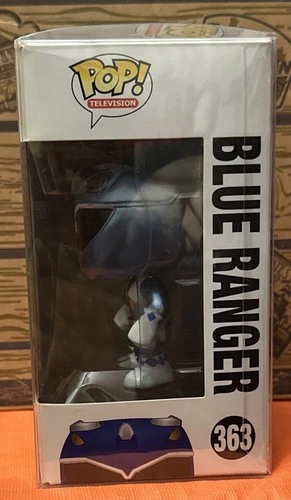 POP!
TELEVISION
BLUE RANGER
363